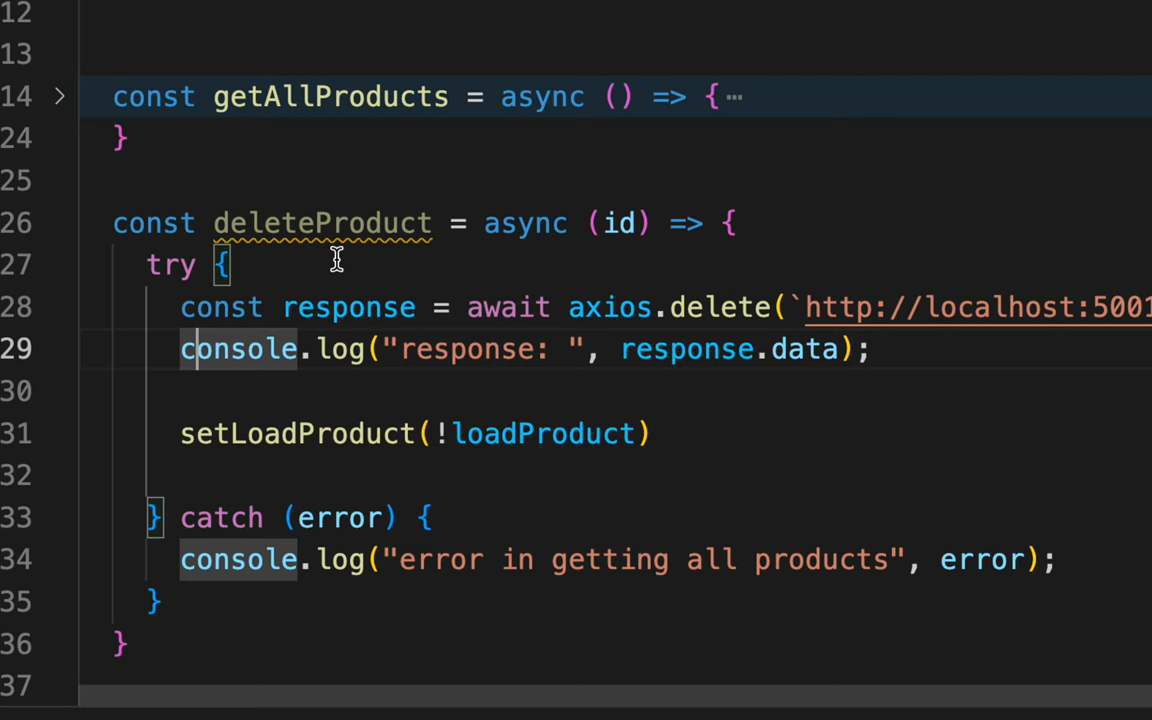 12
13
14 const getAllProducts = async () => {
24 }
25
26 const deleteProduct = async (id) => {
27 try {
28 const response = await axios.delete(`http://localhost:5001
29 console.log("response: ", response.data);
30
31 setLoadProduct(!loadProduct)
32
33 } catch (error) {
34 console.log("error in getting all products", error);
35 }
36 }
37